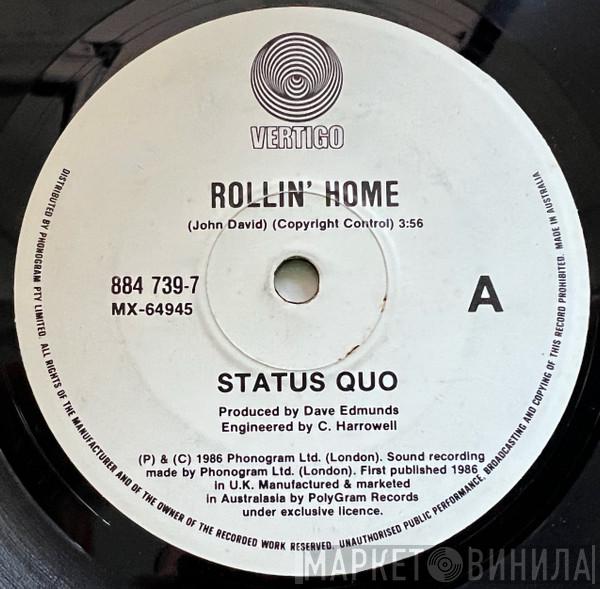 VERTIGO
ROLLIN' HOME
(John David) (Copyright Control) 3:56
884 739-7
MX-64945
A
STATUS QUO
Produced by Dave Edmunds
Engineered by C. Harrowell
(P) & (C) 1986 Phonogram Ltd. (London). Sound recording
made by Phonogram Ltd. (London). First published 1986
in U.K. Manufactured & marketed
in Australasia by PolyGram Records
under exclusive licence.
DISTRIBUTED BY PHONOGRAM PTY LIMITED. ALL RIGHTS OF THE MANUFACTURER AND OF THE OWNER OF THE RECORDED WORK RESERVED. UNAUTHORISED PUBLIC PERFORMANCE, BROADCASTING AND COPYING OF THIS RECORD PROHIBITED. MADE IN AUSTRALIA
МАРКЕТ ВИНИЛА